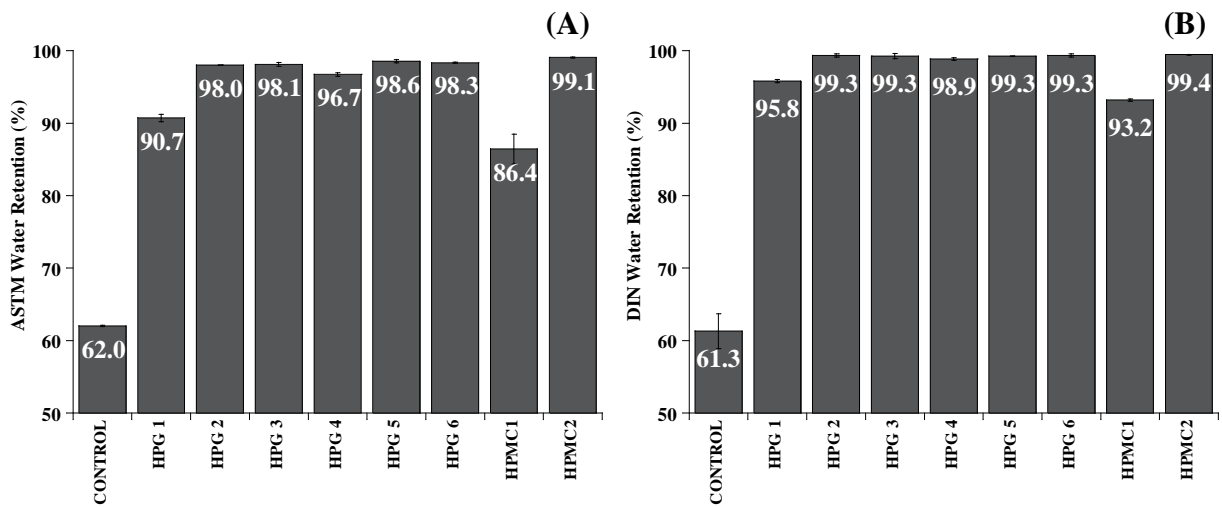 (A)
ASTM Water Retention (%)
100
90
80
70
60
50
62.0
90.7
98.0
98.1
96.7
98.6
98.3
86.4
99.1
CONTROL
HPG 1
HPG 2
HPG 3
HPG 4
HPG 5
HPG 6
HPMC1
HPMC2
(B)
DIN Water Retention (%)
100
90
80
70
60
50
61.3
95.8
99.3
99.3
98.9
99.3
99.3
93.2
99.4
CONTROL
HPG 1
HPG 2
HPG 3
HPG 4
HPG 5
HPG 6
HPMC1
HPMC2